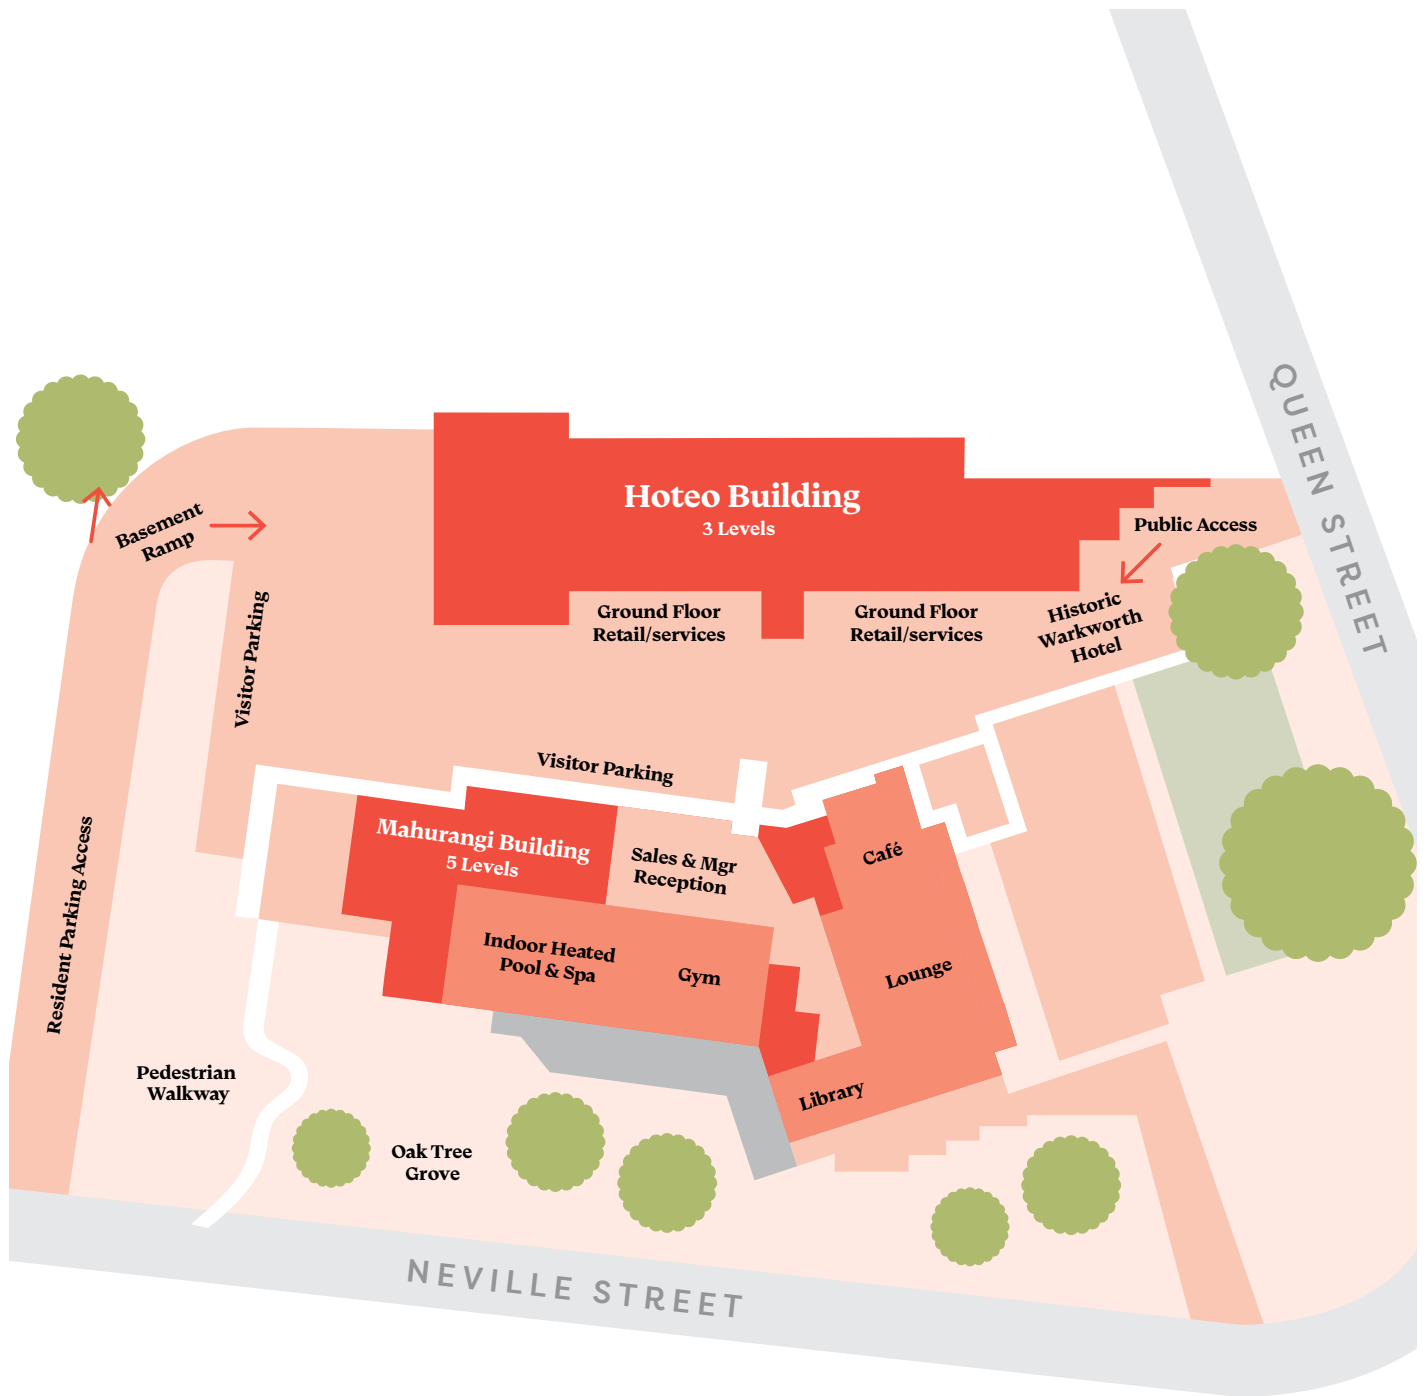 QUEEN STREET
Hoteo Building
3 Levels
Public Access
Basement
Ramp
Ground Floor
Retail/services
Ground Floor
Retail/services
Historic
Warkworth
Hotel
Visitor Parking
Visitor Parking
Mahurangi Building
5 Levels
Sales & Mgr
Reception
Café
Resident Parking Access
Indoor Heated
Pool & Spa
Gym
Lounge
Pedestrian
Walkway
Library
Oak Tree
Grove
NEVILLE STREET